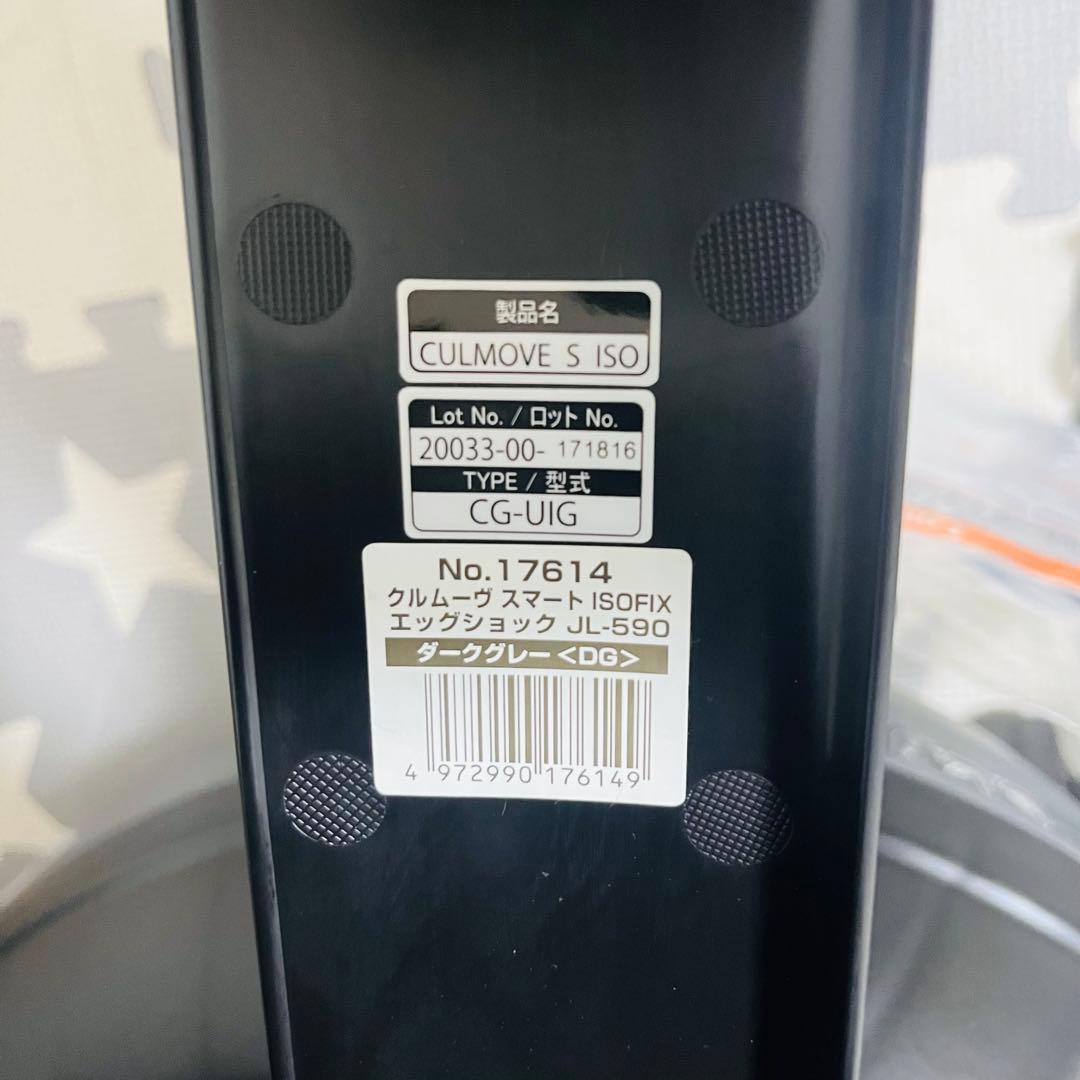 製品名
CULMOVE S ISO
Lot No. / ロット No.
20033-00- 171816
TYPE / 型式
CG-UIG
No.17614
クルムーヴ スマート ISOFIX
エッグショック JL-590
ダークグレー<DG>
4 972990 176149